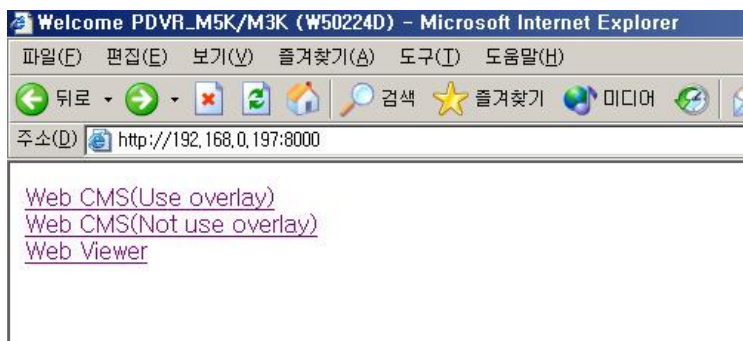 Welcome PDVR_M5K/M3K (W50224D) - Microsoft Internet Explorer
파일(F) 편집(E) 보기(V) 즐겨찾기(A) 도구(T) 도움말(H)
뒤로 검색 즐겨찾기 미디어
주소(D) http://192,168,0,197:8000
Web CMS(Use overlay)
Web CMS(Not use overlay)
Web Viewer